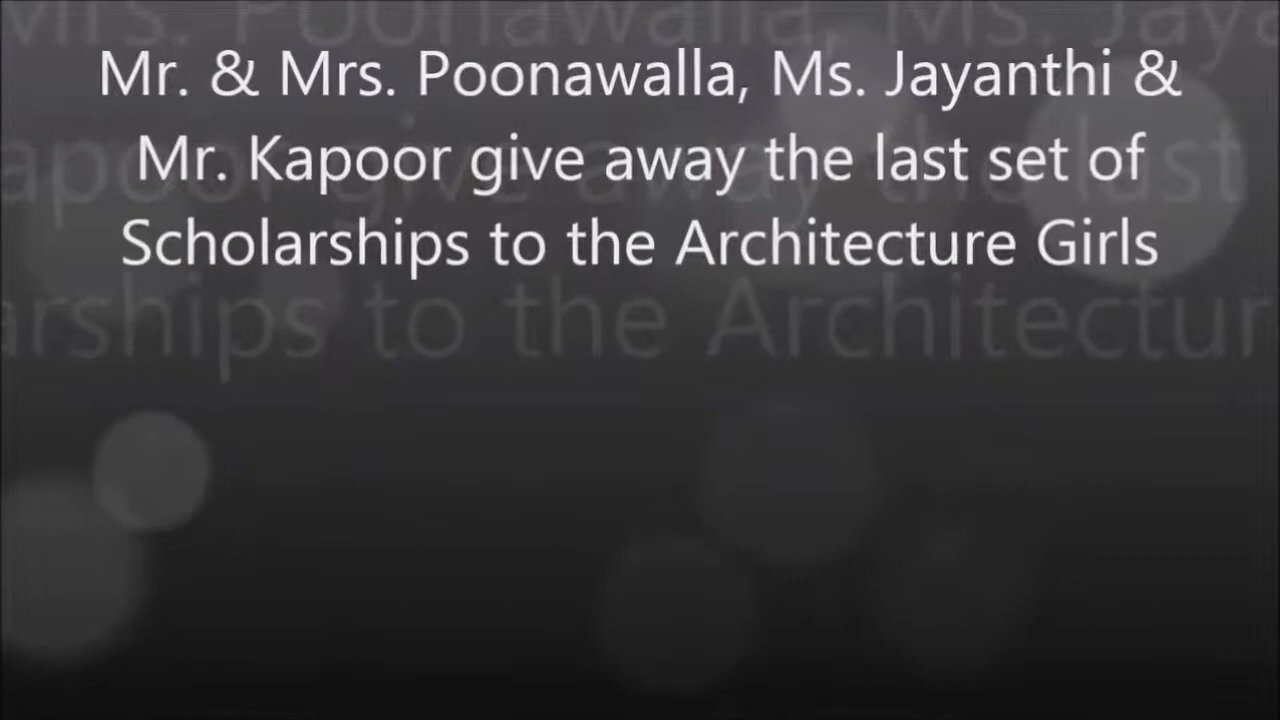 Mr. & Mrs. Poonawalla, Ms. Jayanthi &
Mr. Kapoor give away the last set of
Scholarships to the Architecture Girls